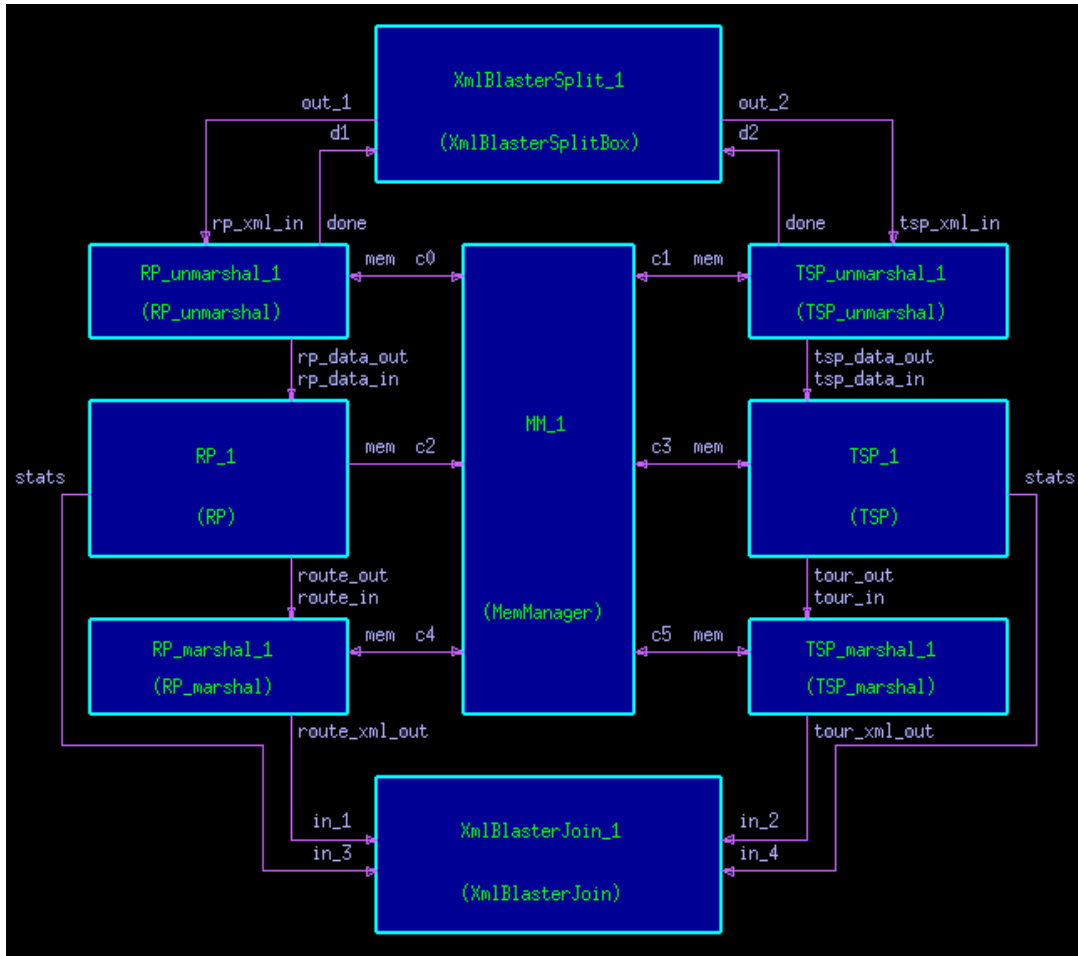 XmlBlasterSplit_1
out_1 out_2
d1 (XmlBlasterSplitBox) d2
rp_xml_in done done tsp_xml_in
RP_unmarshal_1 mem c0 c1 mem TSP_unmarshal_1
(RP_unmarshal) (TSP_unmarshal)
rp_data_out tsp_data_out
rp_data_in tsp_data_in
MM_1
RP_1 mem c2 c3 mem TSP_1
stats stats
(RP) (TSP)
route_out tour_out
route_in tour_in
(MemManager)
RP_marshal_1 mem c4 c5 mem TSP_marshal_1
(RP_marshal) (TSP_marshal)
route_xml_out tour_xml_out
in_1 XmlBlasterJoin_1 in_2
in_3 in_4
(XmlBlasterJoin)